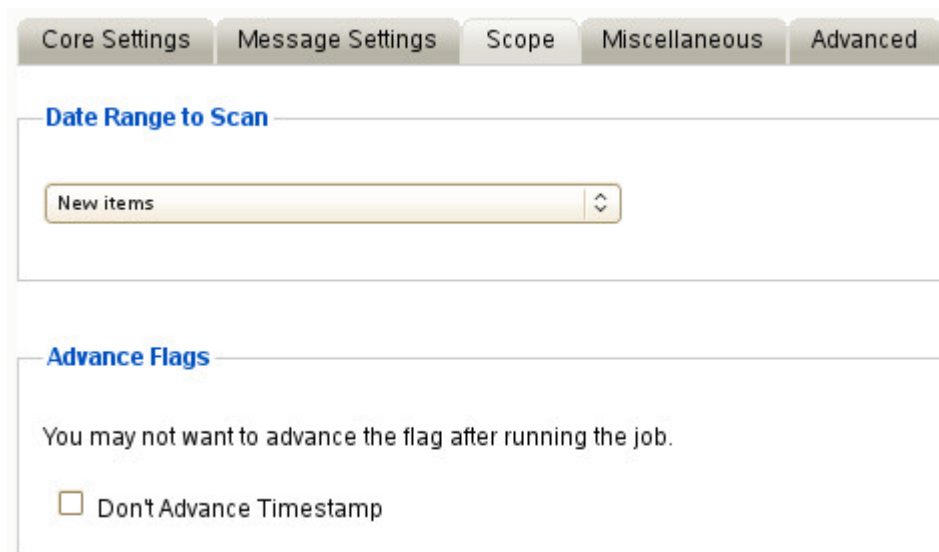 Core Settings Message Settings Scope Miscellaneous Advanced
Date Range to Scan
New items
Advance Flags
You may not want to advance the flag after running the job.
Don't Advance Timestamp